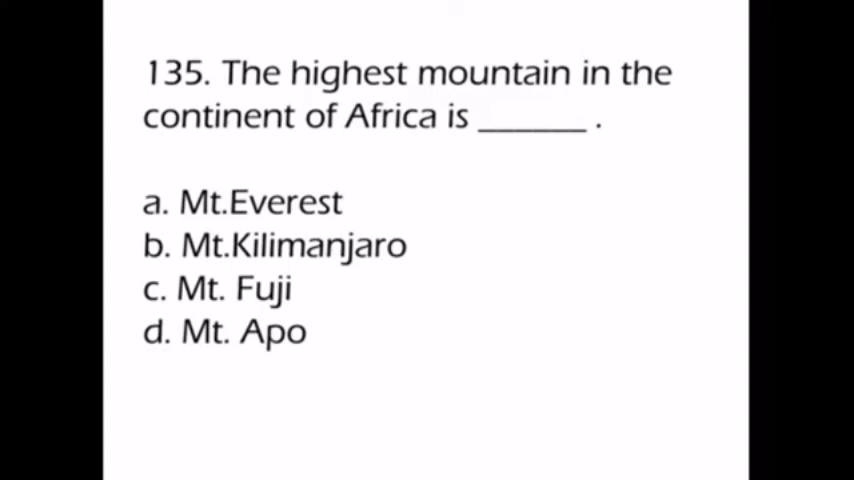 135. The highest mountain in the
continent of Africa is ______ .
a. Mt.Everest
b. Mt.Kilimanjaro
c. Mt. Fuji
d. Mt. Apo